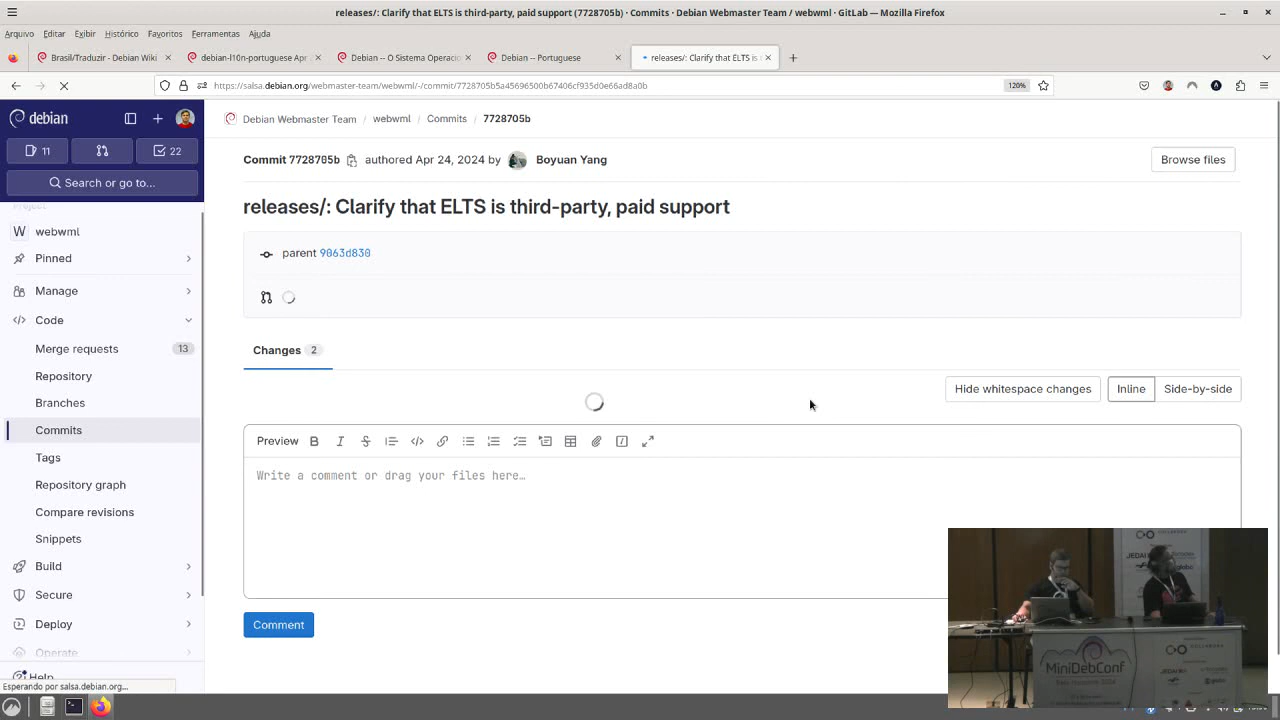 releases/: Clarify that ELTS is third-party, paid support (7728705b) · Commits · Debian Webmaster Team / webwml · GitLab — Mozilla Firefox
Arquivo Editar Exibir Histórico Favoritos Ferramentas Ajuda
Brasil/Traduzir - Debian Wiki
debian-l10n-portuguese Apr
Debian -- O Sistema Operacio
Debian -- Portuguese
releases/: Clarify that ELTS is
https://salsa.debian.org/webmaster-team/webwml/-/commit/7728705b5a45696500b67406cf935d0e66ad8a0b
120%
debian
11
22
Search or go to...
Project
W webwml
Pinned
Manage
Code
Merge requests 13
Repository
Branches
Commits
Tags
Repository graph
Compare revisions
Snippets
Build
Secure
Deploy
Operate
Help
Debian Webmaster Team / webwml / Commits / 7728705b
Commit 7728705b authored Apr 24, 2024 by Boyuan Yang
Browse files
releases/: Clarify that ELTS is third-party, paid support
parent 9063d830
Changes 2
Hide whitespace changes
Inline
Side-by-side
Preview
Write a comment or drag your files here…
Comment
Esperando por salsa.debian.org…
MiniDebConf